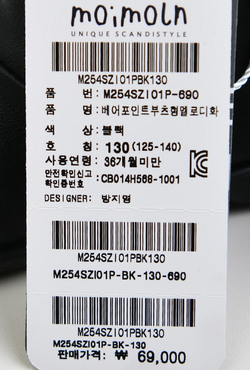 moimoln
UNIQUE SCANDISTYLE
M254SZI01PBK130
품 번: M254SZI01P-690
품 명: 베어포인트부츠형멜로디화
색 상: 블랙
호 칭: 130 (125-140)
사용연령: 36개월미만
안전확인신고
확인증번호: CB014H568-1001
DESIGNER: 방지영
M254SZI01P-BK-130-690
M254SZI01PBK130
M254SZI01P-BK-130
판매가격: ₩ 69,000